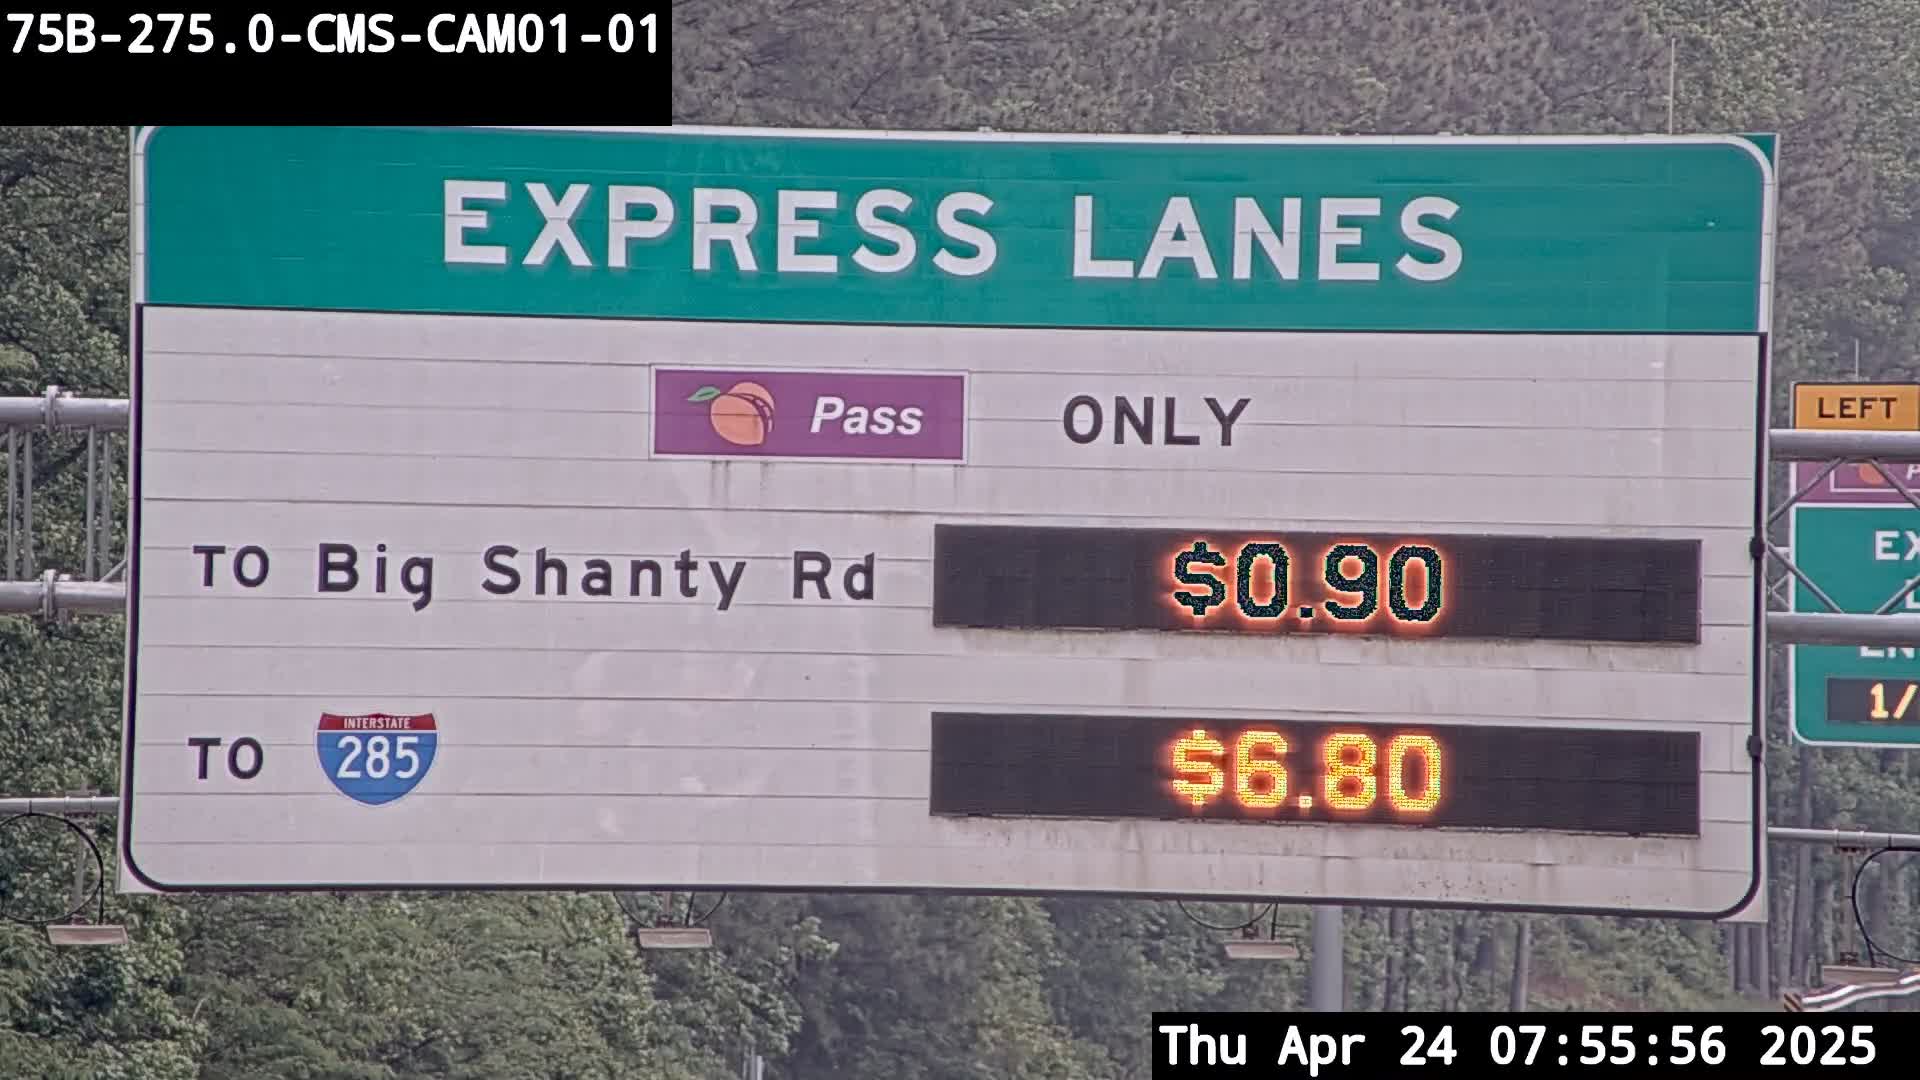 75B-275.0-CMS-CAM01-01
EXPRESS LANES
Pass ONLY
LEFT
TO Big Shanty Rd $0.90
INTERSTATE
TO 285 $6.80
1/
Thu Apr 24 07:55:56 2025